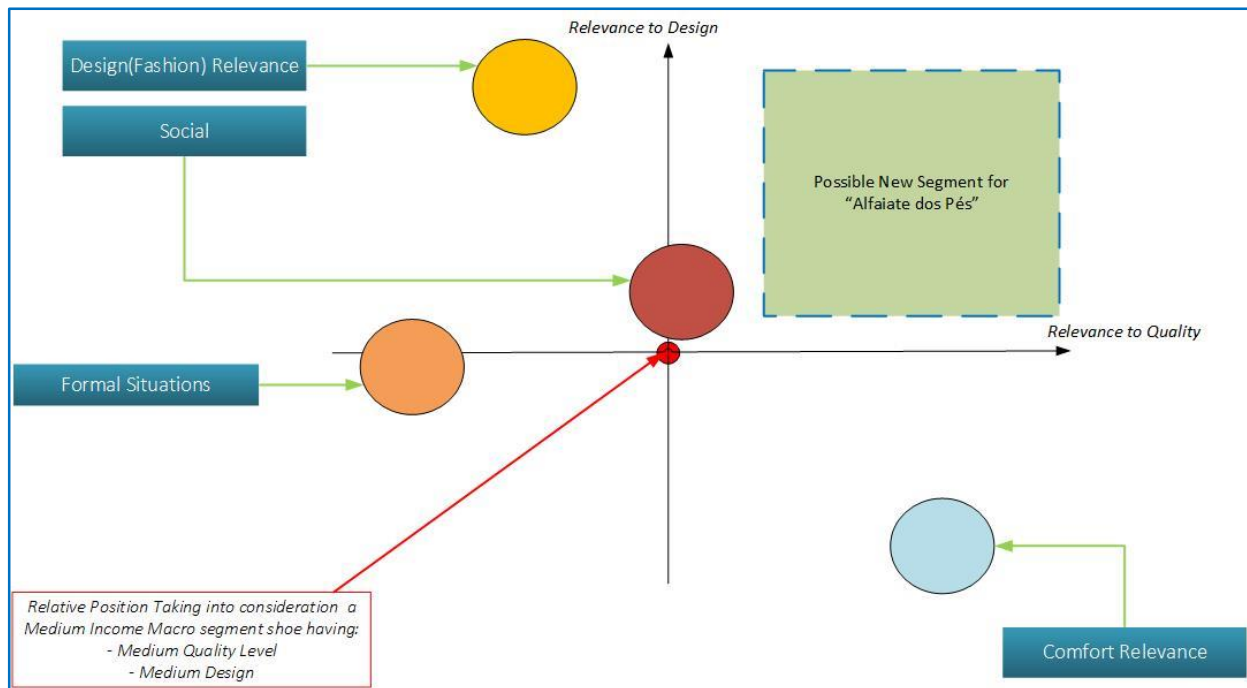 Relevance to Design
Design(Fashion) Relevance
Social
Possible New Segment for
“Alfaiate dos Pés”
Relevance to Quality
Formal Situations
Relative Position Taking into consideration a
Medium Income Macro segment shoe having:
- Medium Quality Level
- Medium Design
Comfort Relevance